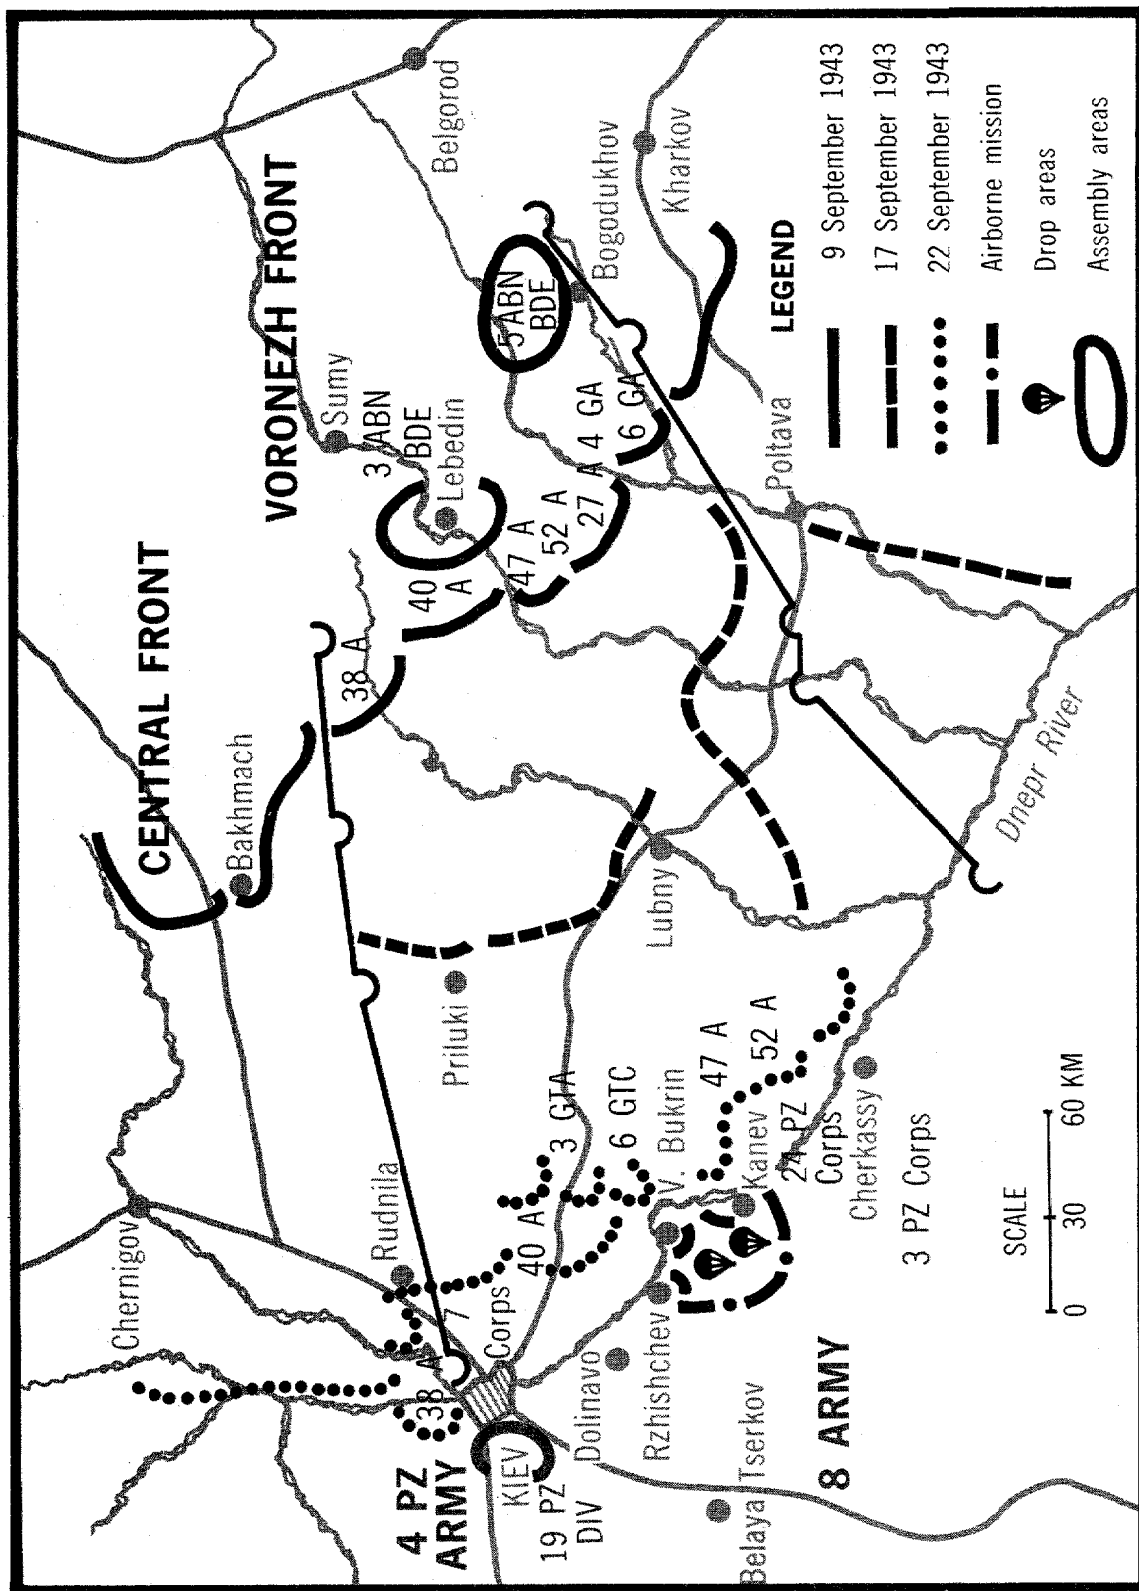 Chernigov
CENTRAL FRONT
Bakhmach
VORONEZH FRONT
Sumy
3 ABN
BDE
Lebedin
Belgorod
4 PZ
ARMY
38 A
7
Corps
Rudnila
Priluki
38 A
40
A
47 A
52 A
27 A
4 GA
6 GA
5 ABN
BDE
Bogodukhov
Kharkov
KIEV
19 PZ
DIV
40 A
3 GTA
6 GTC
Dolinavo
Rzhishchev
V. Bukrin
47 A
Kanev
52 A
24 PZ
Corps
Lubny
Poltava
Belaya Tserkov
8 ARMY
Cherkassy
3 PZ Corps
Dnepr River
SCALE
0 30 60 KM
LEGEND
9 September 1943
17 September 1943
22 September 1943
Airborne mission
Drop areas
Assembly areas